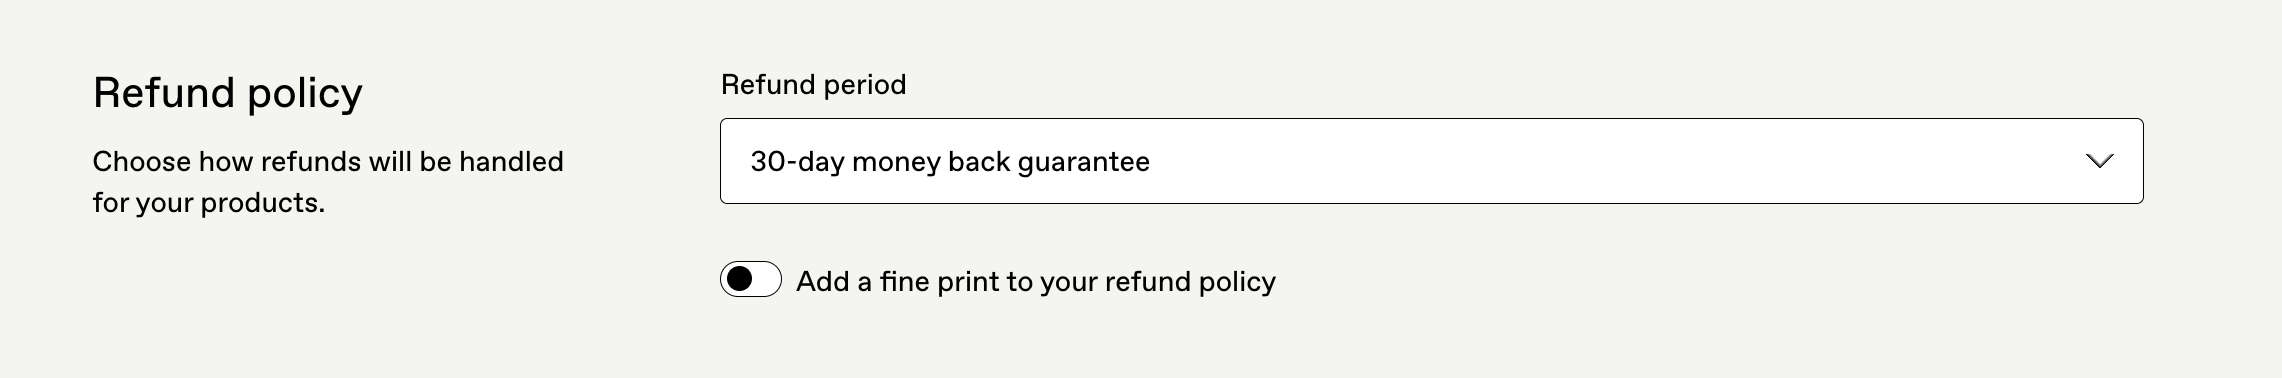 Refund policy
Choose how refunds will be handled
for your products.
Refund period
30-day money back guarantee
Add a fine print to your refund policy